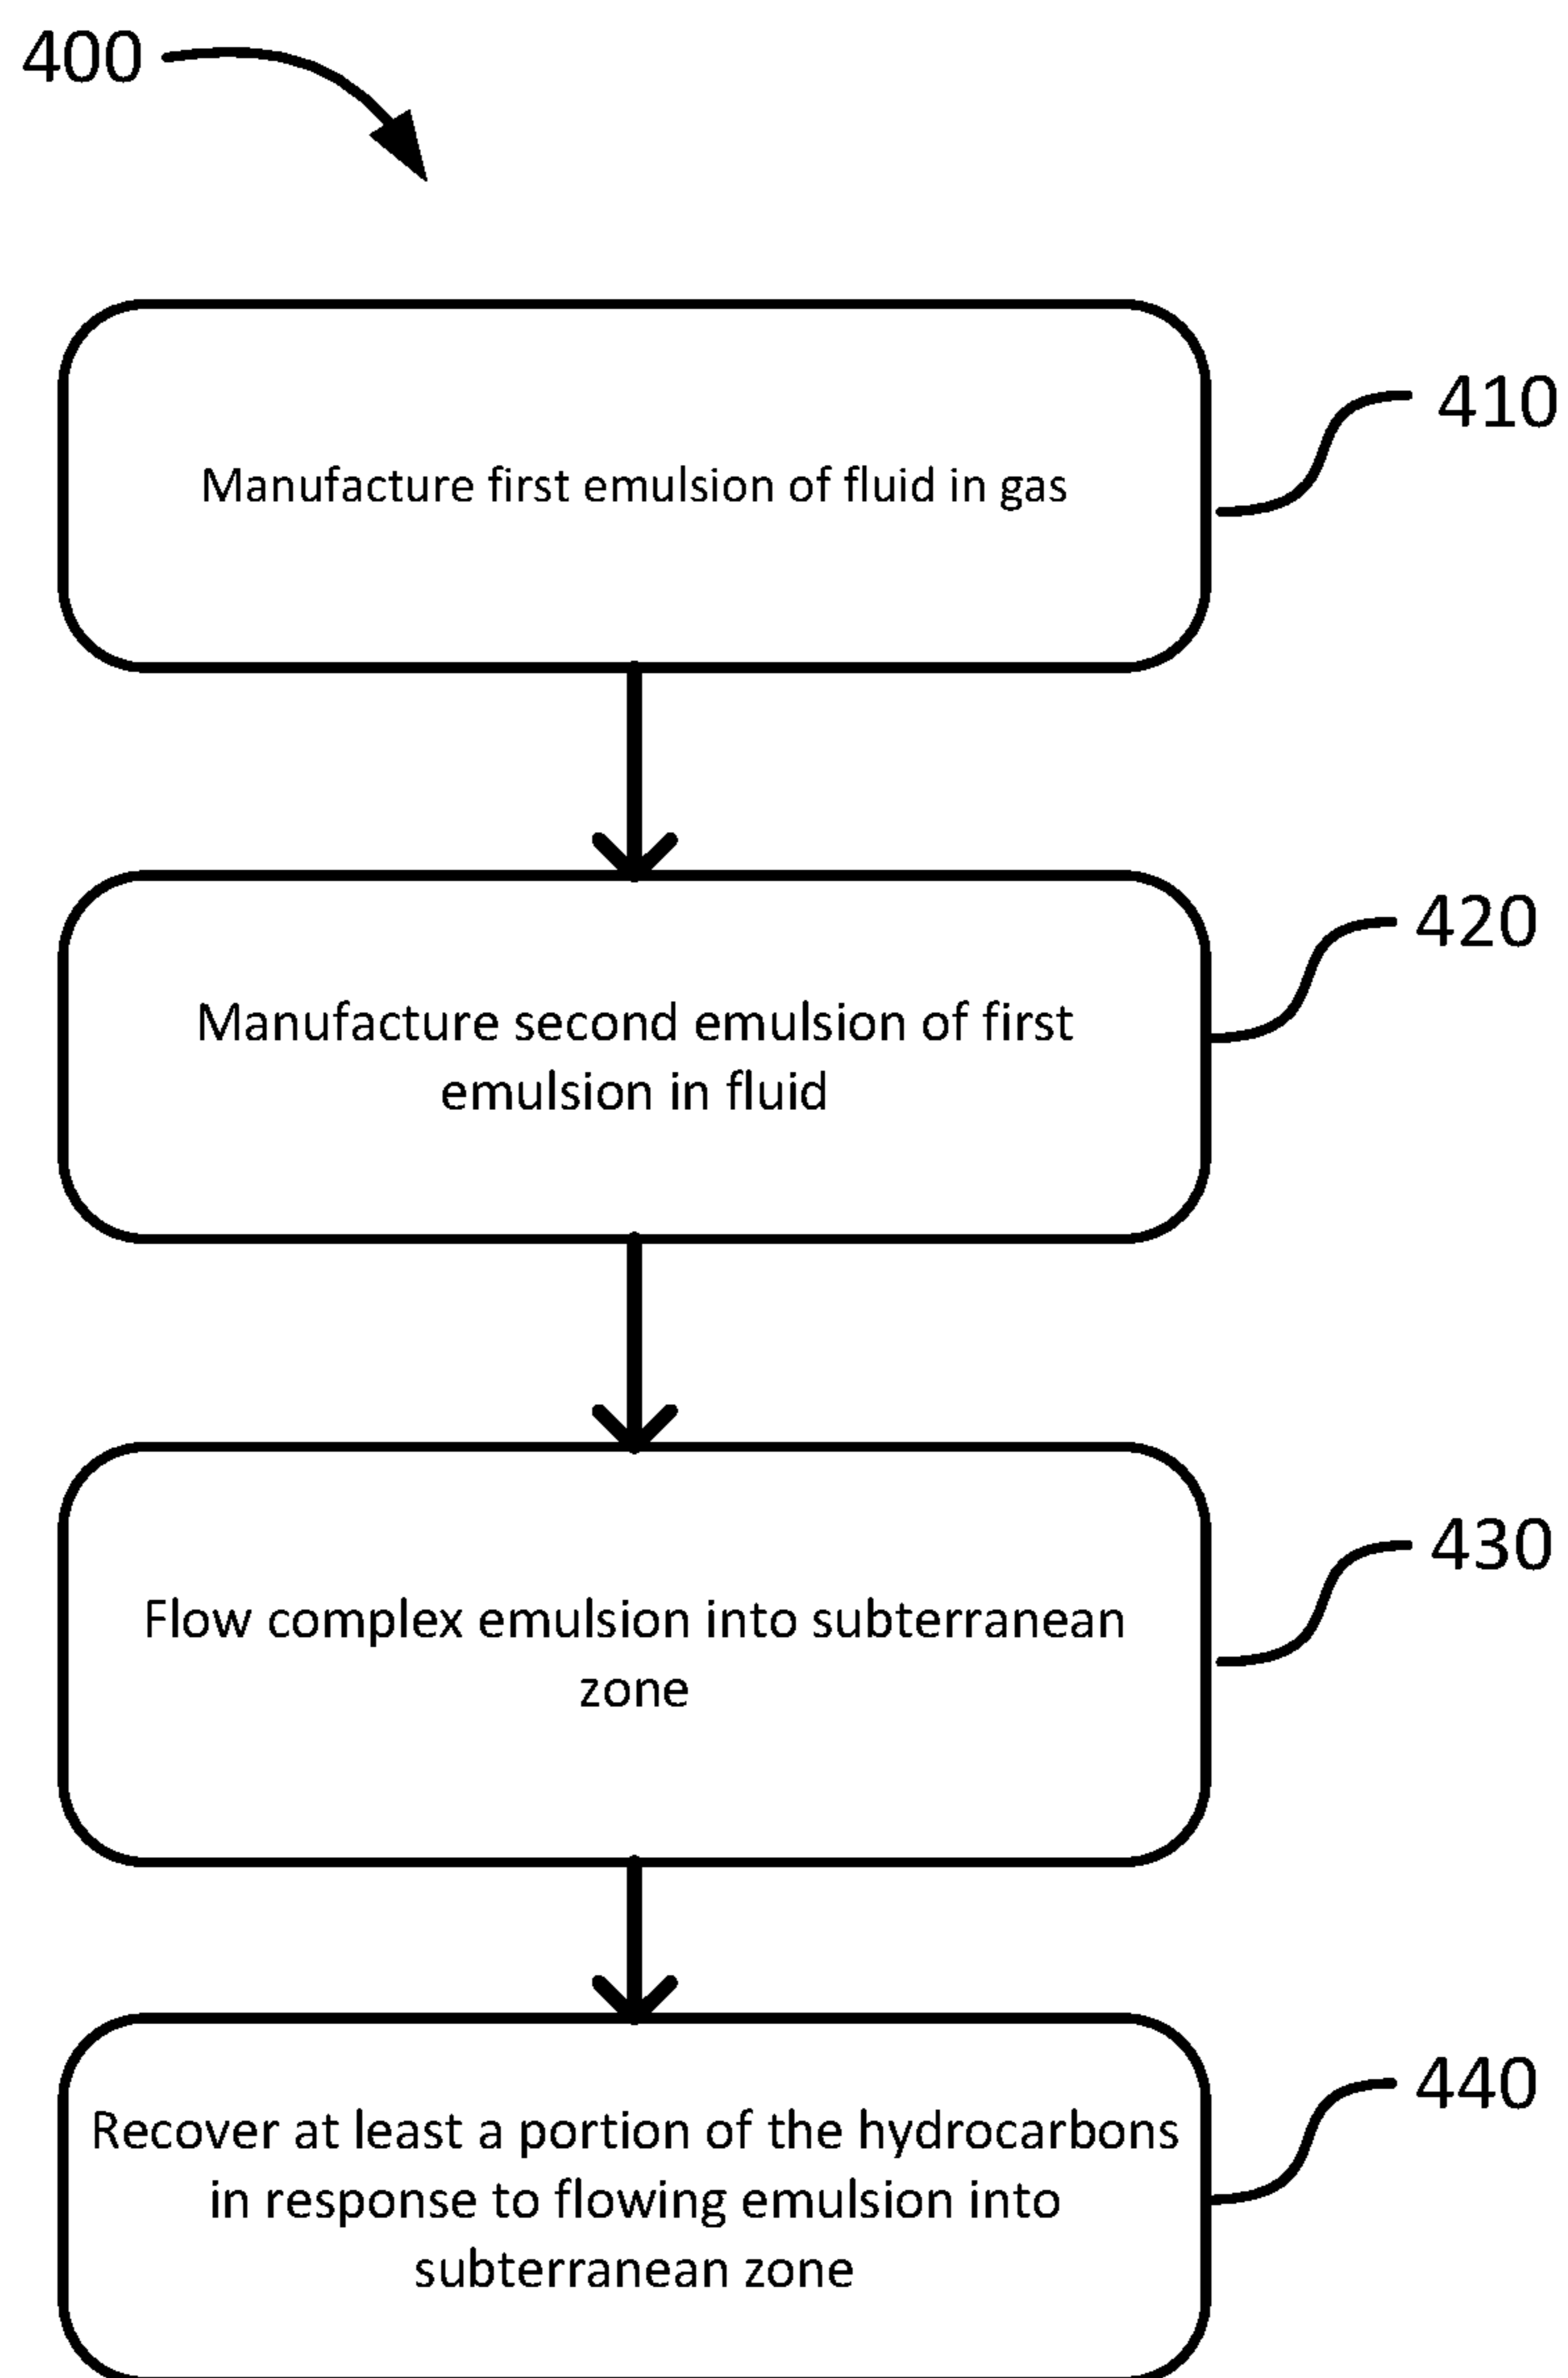 400
Manufacture first emulsion of fluid in gas
410
Manufacture second emulsion of first
emulsion in fluid
420
Flow complex emulsion into subterranean
zone
430
Recover at least a portion of the hydrocarbons
in response to flowing emulsion into
subterranean zone
440